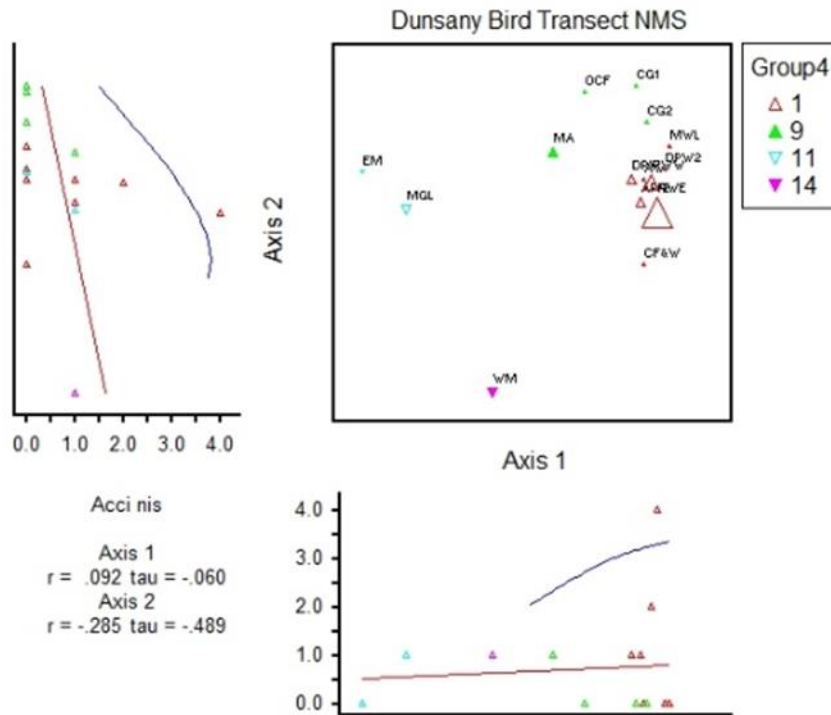 Dunsany Bird Transect NMS
Group4
1
9
11
14
OCF
CG1
CG2
MWL
MA
DPW2
EM
MGL
CF&W
WM
Axis 2
0.0 1.0 2.0 3.0 4.0
Axis 1
Acci nis
Axis 1
r = .092 tau = -.060
Axis 2
r = -.285 tau = -.489
4.0
3.0
2.0
1.0
0.0